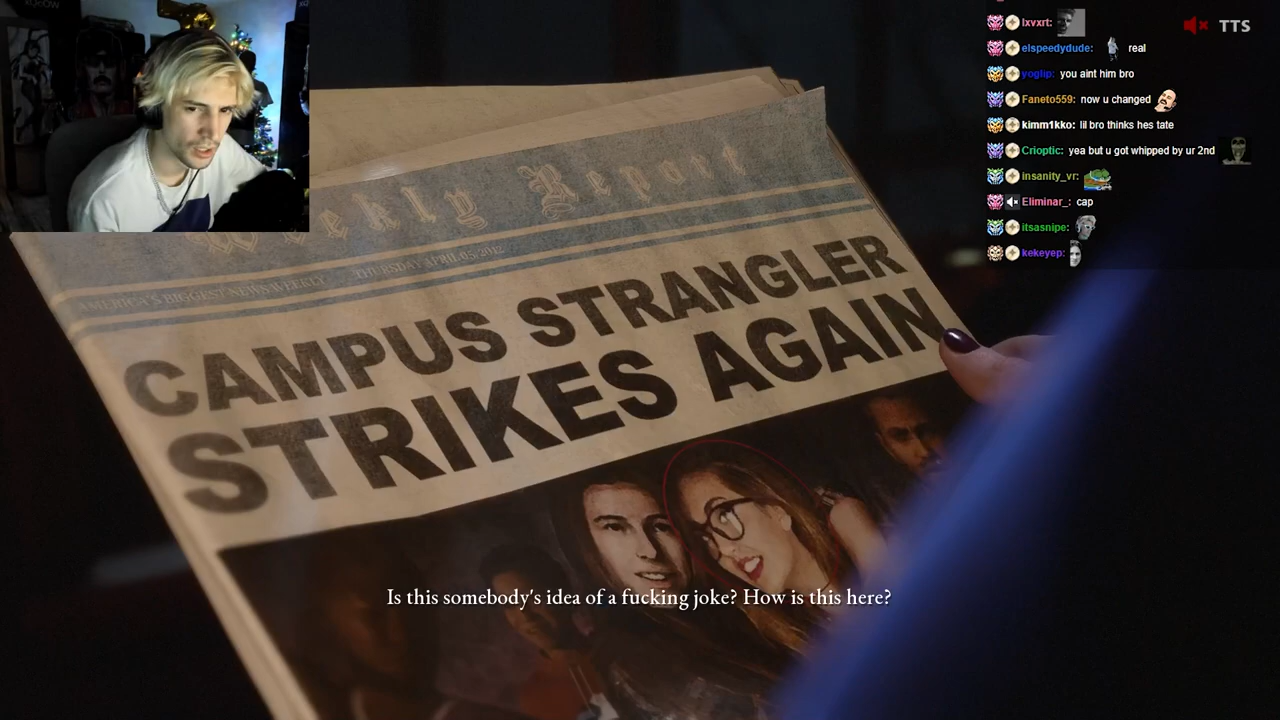 lxvxrt:
elspeedydude: real
yoglip: you aint him bro
Faneto559: now u changed
kimm1kko: lil bro thinks hes tate
Crioptic: yea but u got whipped by ur 2nd
insanity_vr:
Eliminar_: cap
itsasnipe:
kekeyep:
TTS
Weekly Report
AMERICA'S BIGGEST NEWS WEEKLY THURSDAY APRIL 05 2012
CAMPUS STRANGLER
STRIKES AGAIN
Is this somebody's idea of a fucking joke? How is this here?